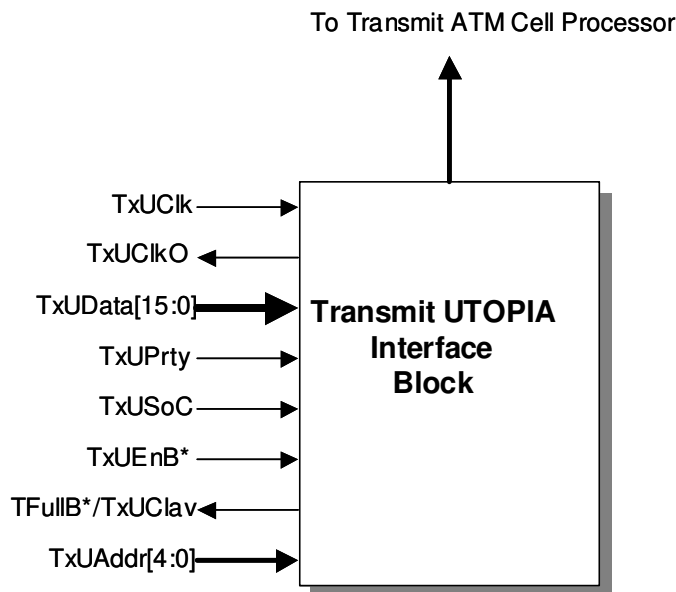 To Transmit ATM Cell Processor
TxUClk
TxUClkO
TxUData[15:0]
Transmit UTOPIA
Interface
Block
TxUPrty
TxUSoC
TxUEnB*
TFullB*/TxUClav
TxUAddr[4:0]